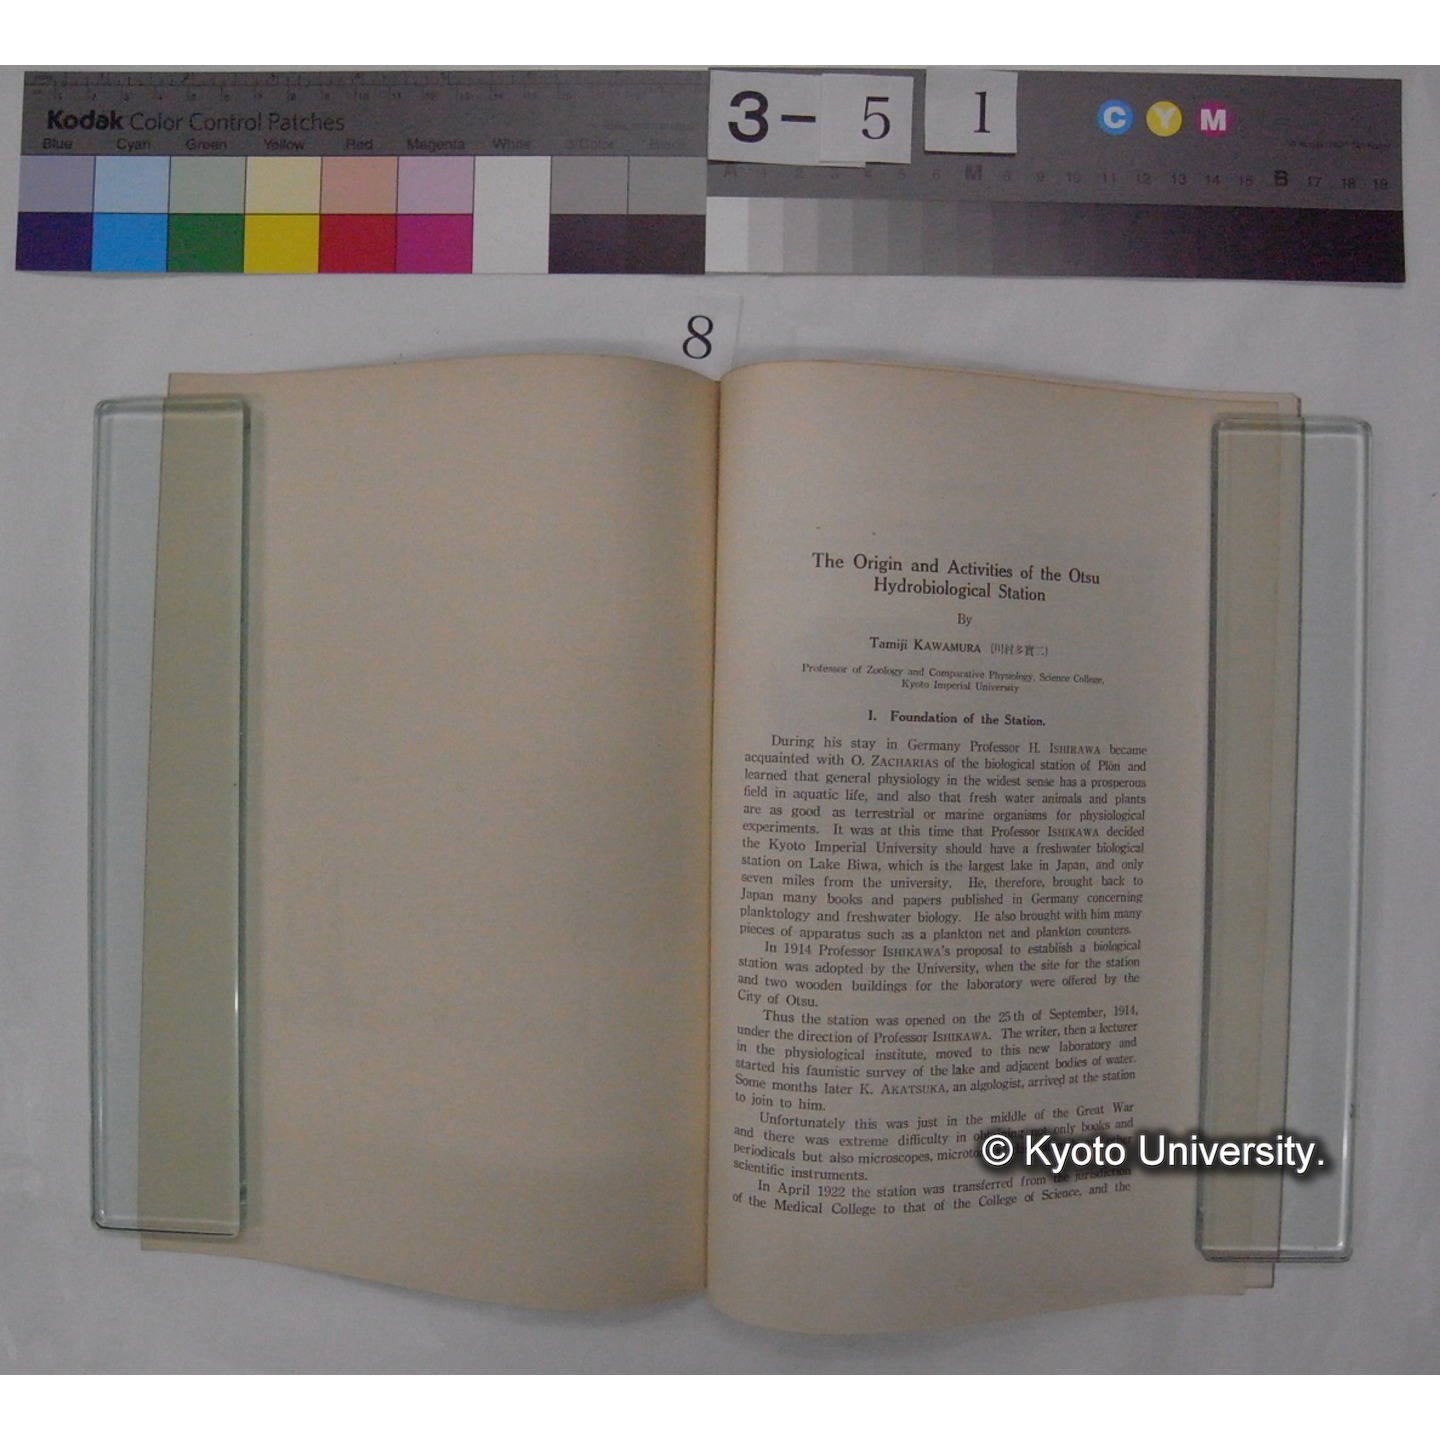 Kodak Color Control Patches
Blue Cyan Green Yellow Red Magenta White 3/Color Black
3- 5 1
C Y M
A 1 2 3 4 5 6 M 8 9 10 11 12 13 14 15 B 17 18 19
8
The Origin and Activities of the Otsu
Hydrobiological Station
By
Tamiji KAWAMURA (川村多實二)
Professor of Zoology and Comparative Physiology, Science College,
Kyoto Imperial University
I. Foundation of the Station.
During his stay in Germany Professor H. ISHIKAWA became
acquainted with O. ZACHARIAS of the biological station of Plön and
learned that general physiology in the widest sense has a prosperous
field in aquatic life, and also that fresh water animals and plants
are as good as terrestrial or marine organisms for physiological
experiments. It was at this time that Professor ISHIKAWA decided
the Kyoto Imperial University should have a freshwater biological
station on Lake Biwa, which is the largest lake in Japan, and only
seven miles from the university. He, therefore, brought back to
Japan many books and papers published in Germany concerning
planktology and freshwater biology. He also brought with him many
pieces of apparatus such as a plankton net and plankton counters.
In 1914 Professor ISHIKAWA's proposal to establish a biological
station was adopted by the University, when the site for the station
and two wooden buildings for the laboratory were offered by the
City of Otsu.
Thus the station was opened on the 25th of September, 1914,
under the direction of Professor ISHIKAWA. The writer, then a lecturer
in the physiological institute, moved to this new laboratory and
started his faunistic survey of the lake and adjacent bodies of water.
Some months later K. AKATSUKA, an algologist, arrived at the station
to join to him.
Unfortunately this was just in the middle of the Great War
and there was extreme difficulty in obtaining not only books and
periodicals but also microscopes,
scientific instruments.
In April 1922 the station was transferred from the jurisdiction
of the Medical College to that of the College of Science, and the
© Kyoto University.